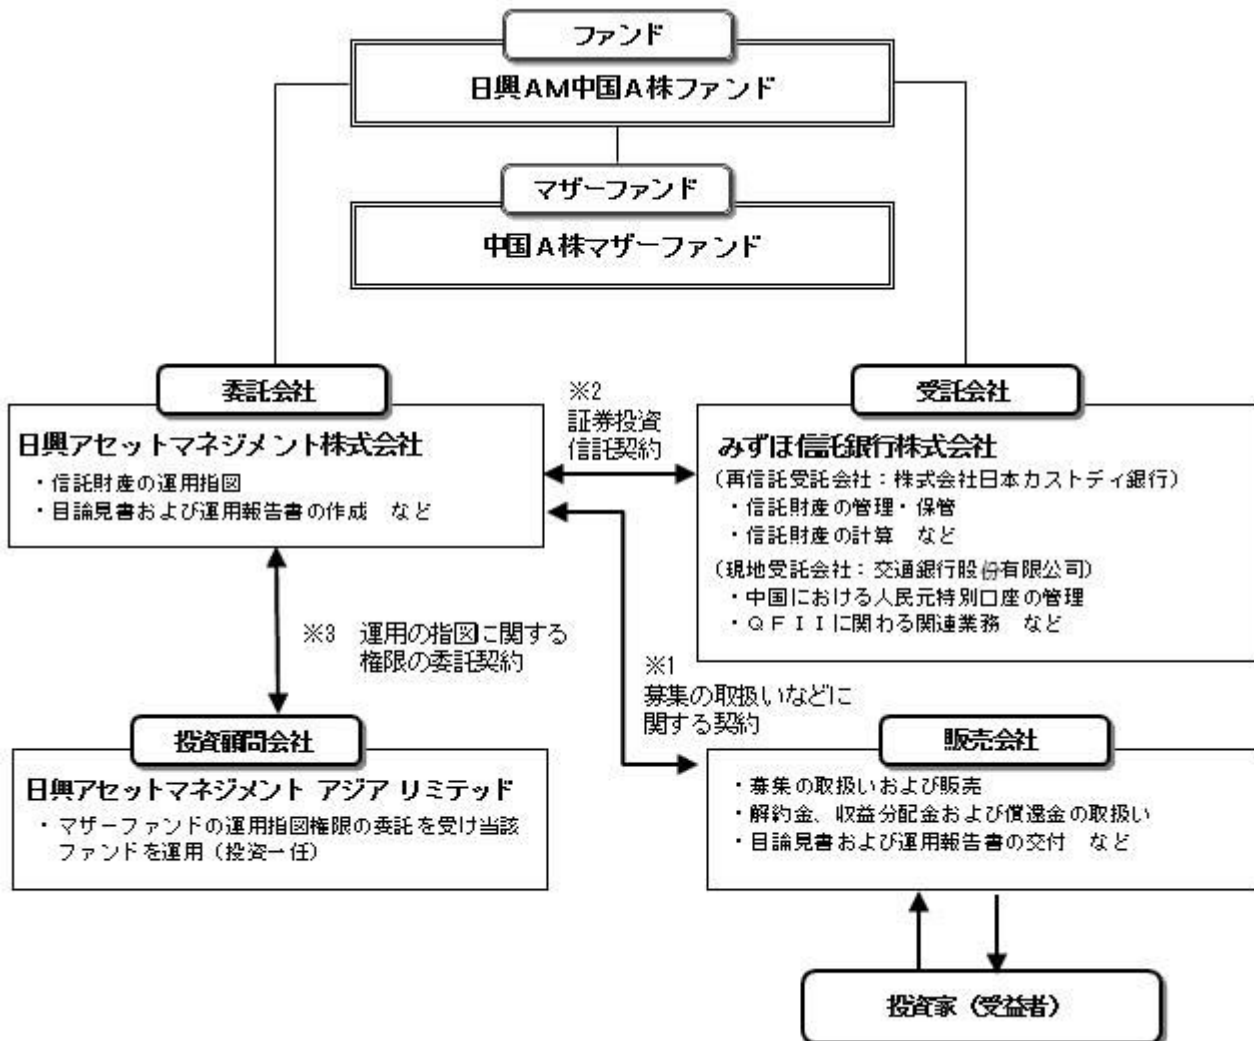 ファンド
日興AM中国A株ファンド
マザーファンド
中国A株マザーファンド
委託会社
日興アセットマネジメント株式会社
・信託財産の運用指図
・目論見書および運用報告書の作成　など
※2
証券投資
信託契約
受託会社
みずほ信託銀行株式会社
(再信託受託会社：株式会社日本カストディ銀行)
・信託財産の管理・保管
・信託財産の計算　など
(現地受託会社：交通銀行股份有限公司)
・中国における人民元特別口座の管理
・QFIIに関わる関連業務　など
※3　運用の指図に関する
権限の委託契約
※1
募集の取扱いなどに
関する契約
投資顧問会社
日興アセットマネジメント アジア リミテッド
・マザーファンドの運用指図権限の委託を受け当該
ファンドを運用（投資一任）
販売会社
・募集の取扱いおよび販売
・解約金、収益分配金および償還金の取扱い
・目論見書および運用報告書の交付　など
投資家（受益者）